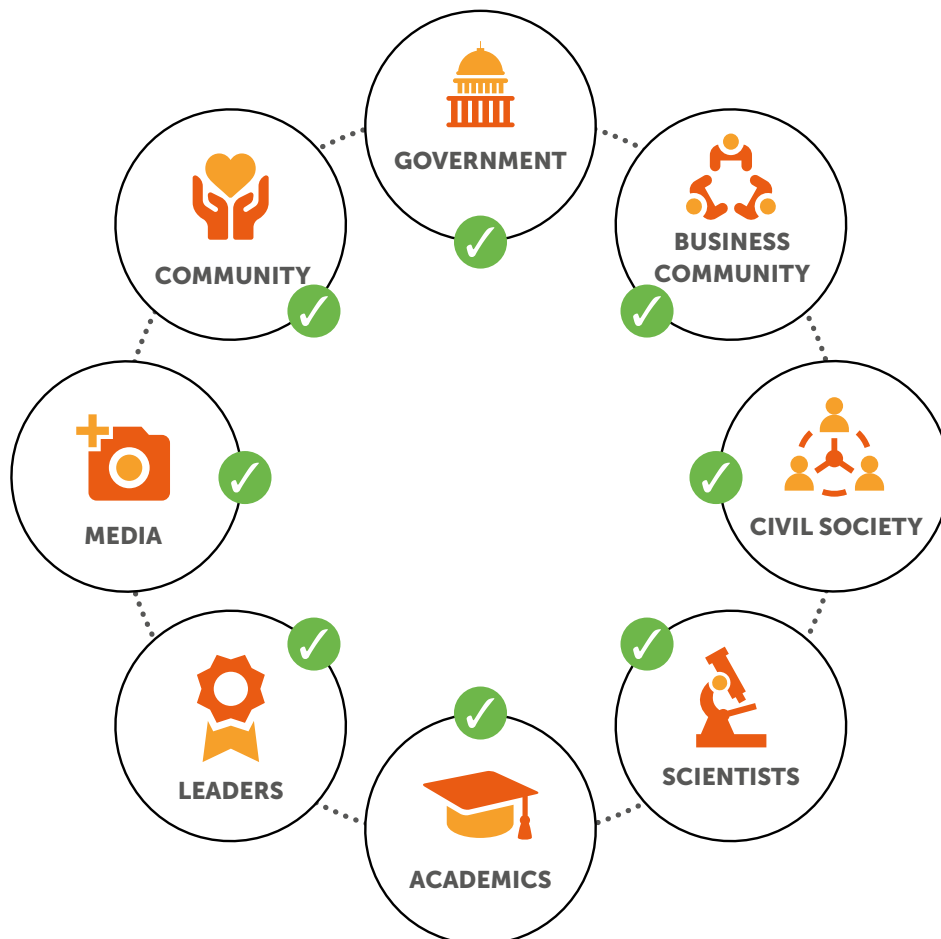 GOVERNMENT
BUSINESS
COMMUNITY
CIVIL SOCIETY
SCIENTISTS
ACADEMICS
LEADERS
MEDIA
COMMUNITY